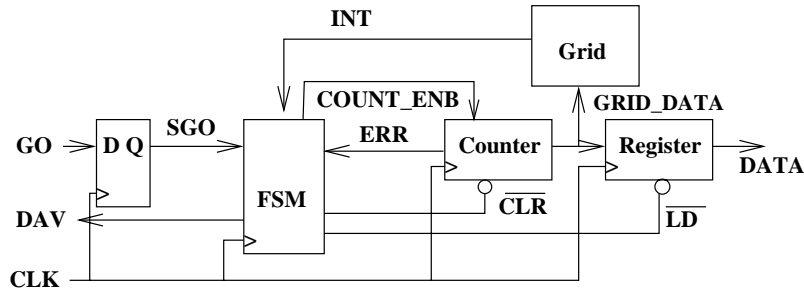 INT
Grid
COUNT_ENB
GRID_DATA
GO
D Q
SGO
ERR
Counter
Register
DATA
FSM
CLR
LD
DAV
CLK